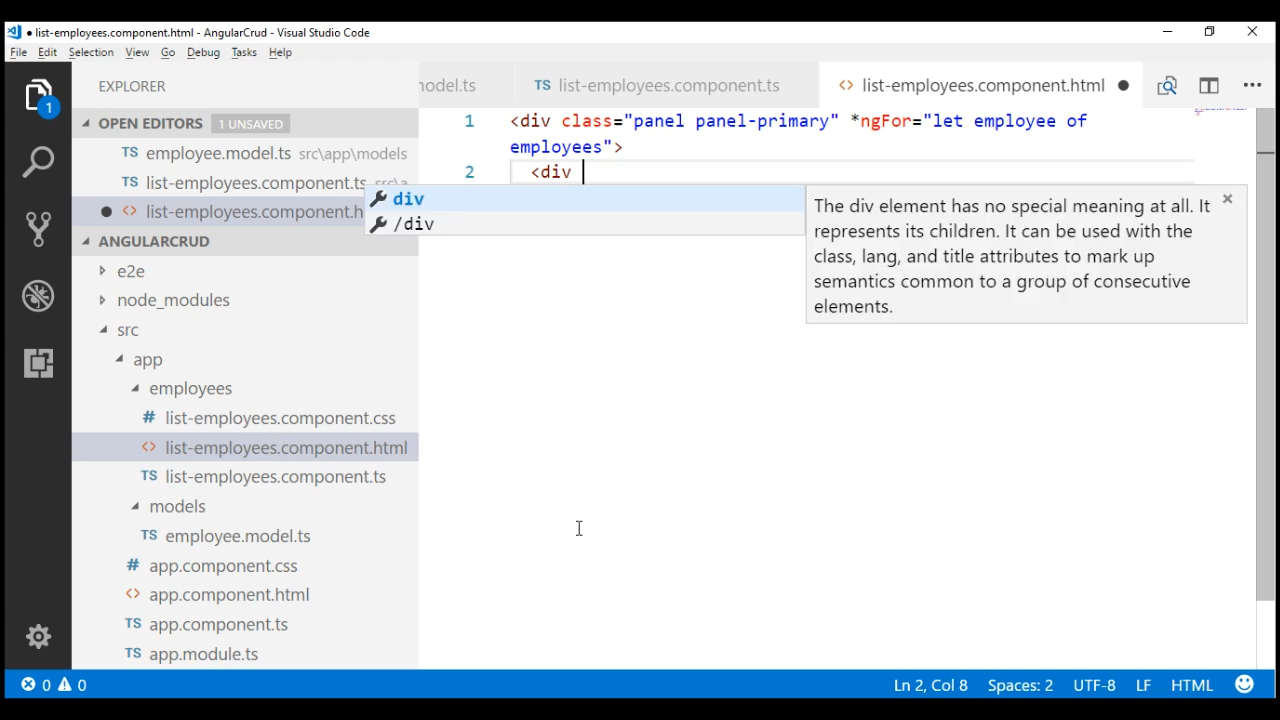 list-employees.component.html - AngularCrud - Visual Studio Code
File Edit Selection View Go Debug Tasks Help
EXPLORER
OPEN EDITORS 1 UNSAVED
TS employee.model.ts src\app\models
TS list-employees.component.ts src\a
<> list-employees.component.h
ANGULARCRUD
e2e
node_modules
src
app
employees
# list-employees.component.css
<> list-employees.component.html
TS list-employees.component.ts
models
TS employee.model.ts
# app.component.css
<> app.component.html
TS app.component.ts
TS app.module.ts
1
nodel.ts
TS list-employees.component.ts
<> list-employees.component.html
1 <div class="panel panel-primary" *ngFor="let employee of
employees">
2 <div
div
/div
The div element has no special meaning at all. It
represents its children. It can be used with the
class, lang, and title attributes to mark up
semantics common to a group of consecutive
elements.
0 0
Ln 2, Col 8 Spaces: 2 UTF-8 LF HTML